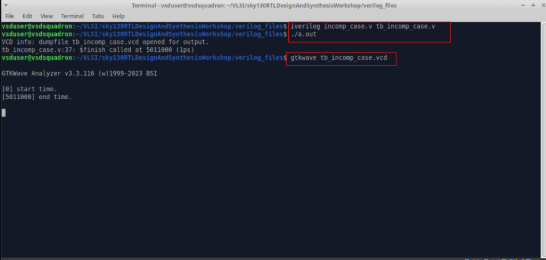 Terminal - vsduser@vsdsquadron:~/VLSI/sky130RTLDesignAndSynthesisWorkshop/verilog_files
File Edit View Terminal Tabs Help
vsduser@vsdsquadron:~/VLSI/sky130RTLDesignAndSynthesisWorkshop/verilog_files$ iverilog incomp_case.v tb_incomp_case.v
vsduser@vsdsquadron:~/VLSI/sky130RTLDesignAndSynthesisWorkshop/verilog_files$ ./a.out
VCD info: dumpfile tb_incomp_case.vcd opened for output.
tb_incomp_case.v:37: $finish called at 5011000 (1ps)
vsduser@vsdsquadron:~/VLSI/sky130RTLDesignAndSynthesisWorkshop/verilog_files$ gtkwave tb_incomp_case.vcd
GTKWave Analyzer v3.3.116 (w)1999-2023 BSI
[0] start time.
[5011000] end time.